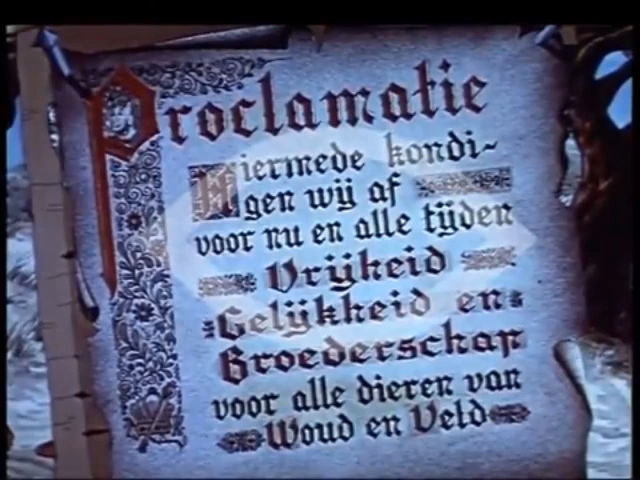 Proclamatie
Hiermede kondi-
gen wij af
voor nu en alle tijden
Vrijheid
Gelijkheid en
Broederschap
voor alle dieren van
Woud en Veld